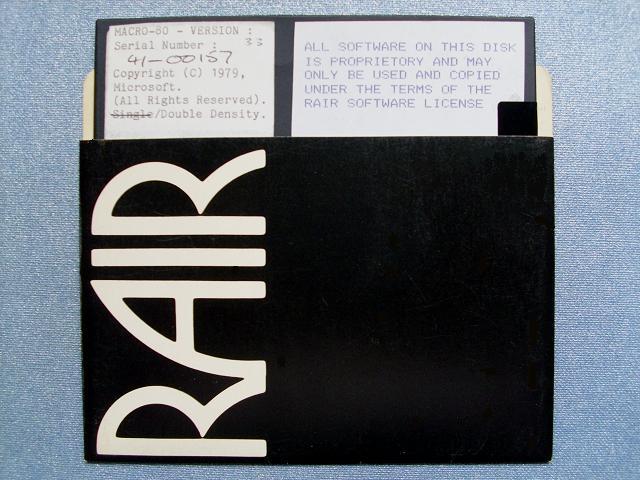 MACRO-80 - VERSION :
Serial Number : 33
41-00157
Copyright (C) 1979,
Microsoft.
(All Rights Reserved).
Single/Double Density.
ALL SOFTWARE ON THIS DISK
IS PROPRIETORY AND MAY
ONLY BE USED AND COPIED
UNDER THE TERMS OF THE
RAIR SOFTWARE LICENSE
RAIR